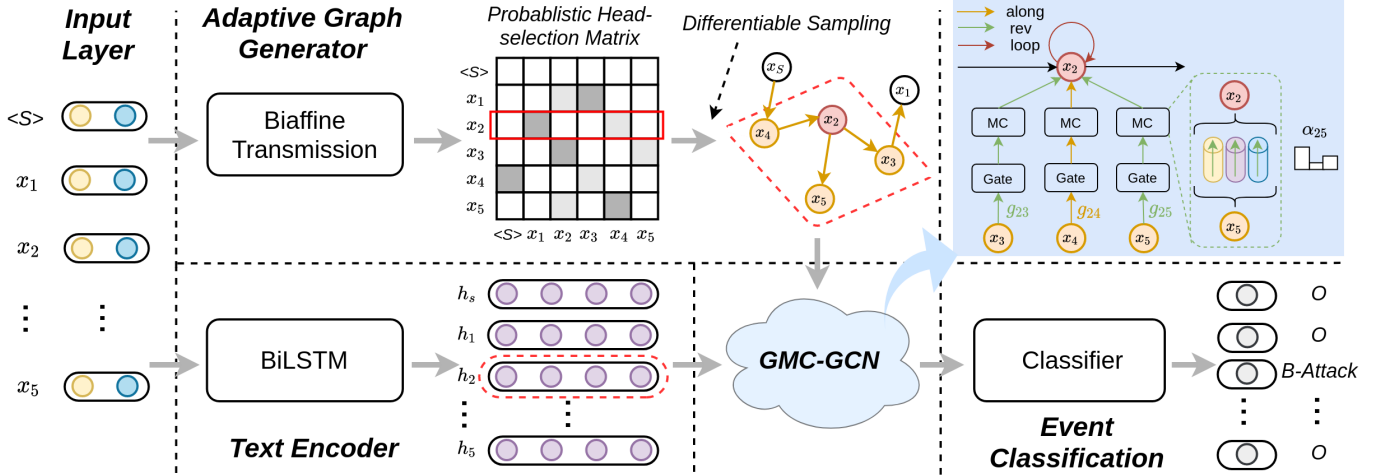 Input
Layer
<S>
x1
x2
⋮ ⋮
x5
Adaptive Graph
Generator
Biaffine
Transmission
Probablistic Head-
selection Matrix
<S>
x1
x2
x3
x4
x5
<S> x1 x2 x3 x4 x5
Differentiable Sampling
xS
x1
x4
x2
x3
x5
along
rev
loop
x2
MC MC MC
Gate Gate Gate
g23 g24 g25
x3 x4 x5
x2
α25
x5
BiLSTM
Text Encoder
hs
h1
h2
⋮ ⋮
h5
GMC-GCN
Classifier
Event
Classification
O
O
B-Attack
⋮ ⋮
O